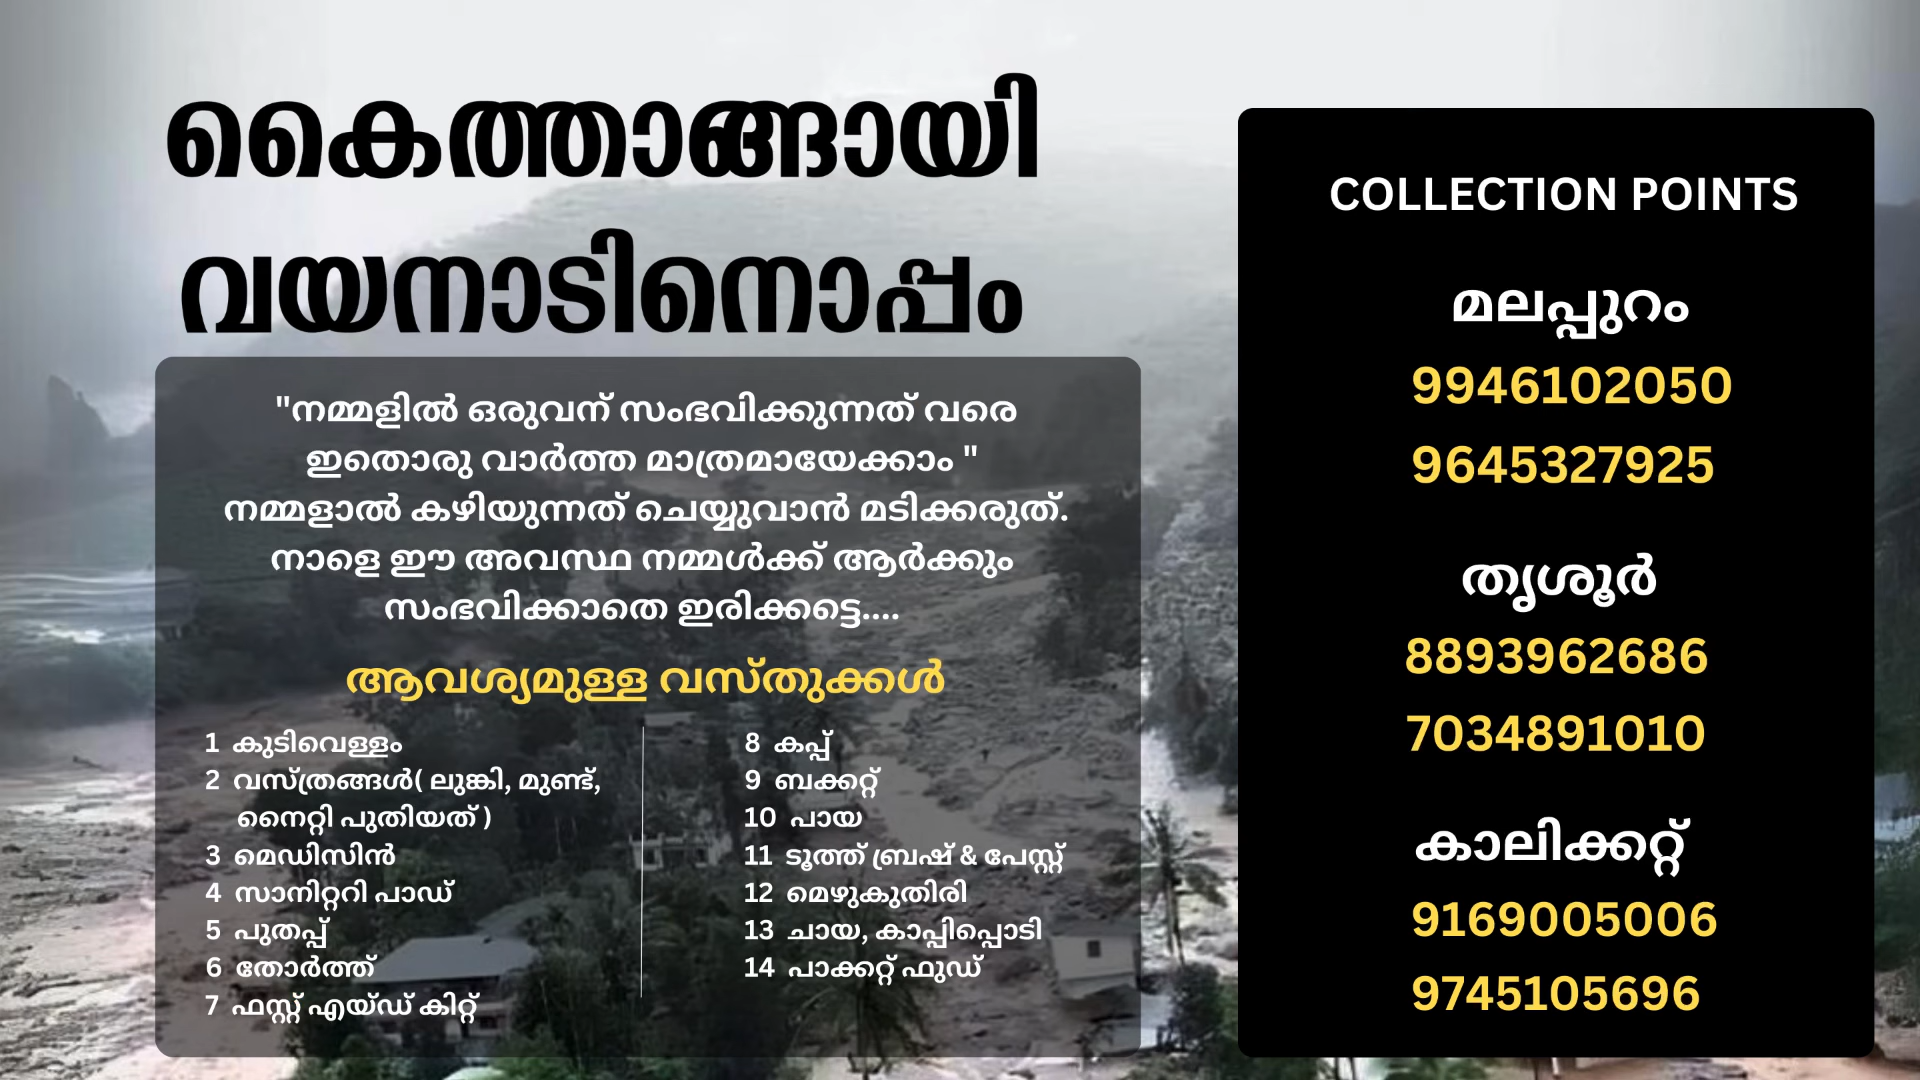 കൈത്താങ്ങായി
വയനാടിനൊപ്പം
"നമ്മളിൽ ഒരുവന് സംഭവിക്കുന്നത് വരെ
ഇതൊരു വാർത്ത മാത്രമായേക്കാം "
നമ്മളാൽ കഴിയുന്നത് ചെയ്യുവാൻ മടിക്കരുത്.
നാളെ ഈ അവസ്ഥ നമ്മൾക്ക് ആർക്കും
സംഭവിക്കാതെ ഇരിക്കട്ടെ....
ആവശ്യമുള്ള വസ്തുക്കൾ
1 കുടിവെള്ളം
2 വസ്ത്രങ്ങൾ( ലുങ്കി, മുണ്ട്,
നൈറ്റി പുതിയത് )
3 മെഡിസിൻ
4 സാനിറ്ററി പാഡ്
5 പുതപ്പ്
6 തോർത്ത്
7 ഫസ്റ്റ് എയ്ഡ് കിറ്റ്
8 കപ്പ്
9 ബക്കറ്റ്
10 പായ
11 ടൂത്ത് ബ്രഷ് & പേസ്റ്റ്
12 മെഴുകുതിരി
13 ചായ, കാപ്പിപ്പൊടി
14 പാക്കറ്റ് ഫുഡ്
COLLECTION POINTS
മലപ്പുറം
9946102050
9645327925
തൃശൂർ
8893962686
7034891010
കാലിക്കറ്റ്
9169005006
9745105696